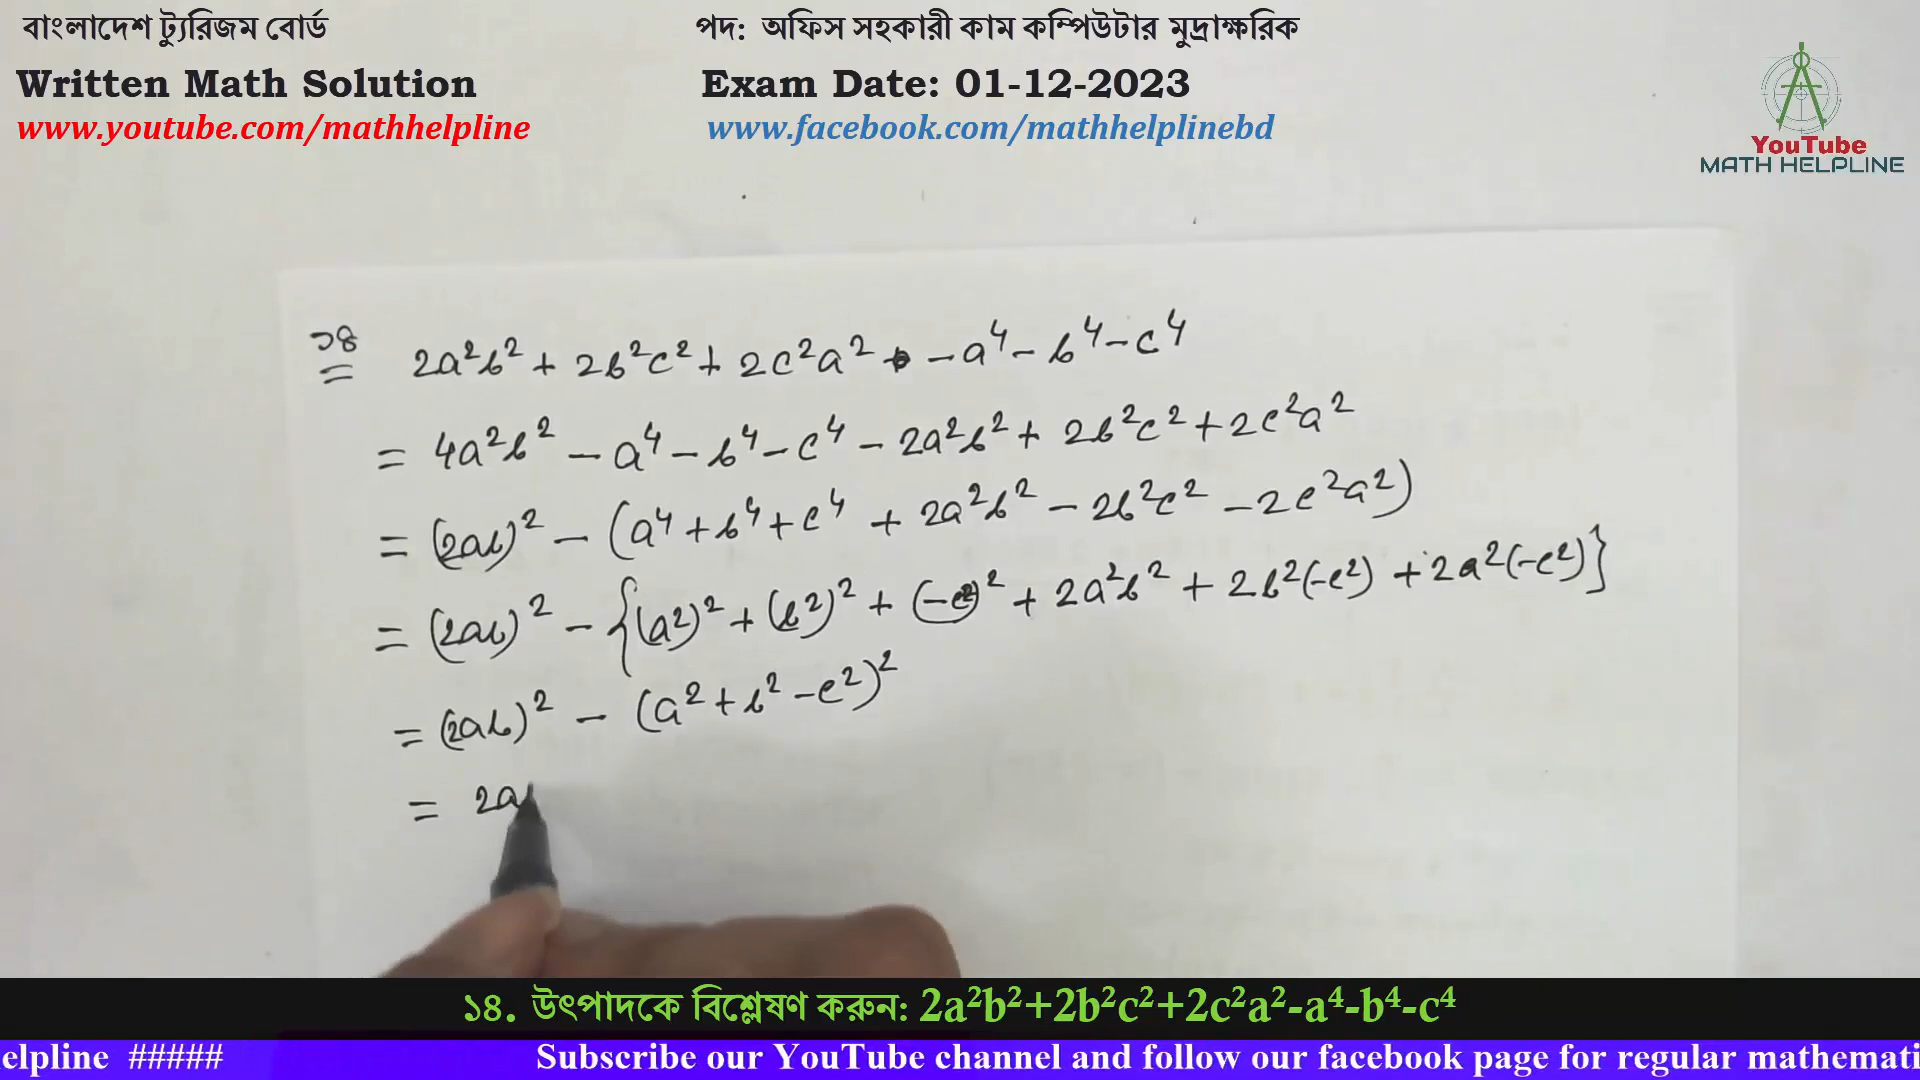 বাংলাদেশ ট্যুরিজম বোর্ড
পদ: অফিস সহকারী কাম কম্পিউটার মুদ্রাক্ষরিক
Written Math Solution
Exam Date: 01-12-2023
www.youtube.com/mathhelpline
www.facebook.com/mathhelplinebd
YouTube
MATH HELPLINE
১৪ 2a²b² + 2b²c² + 2c²a² - a⁴ - b⁴ - c⁴
= 4a²b² - a⁴ - b⁴ - c⁴ - 2a²b² + 2b²c² + 2c²a²
= (2ab)² - (a⁴ + b⁴ + c⁴ + 2a²b² - 2b²c² - 2c²a²)
= (2ab)² - {(a²)² + (b²)² + (-c²)² + 2a²b² + 2b²(-c²) + 2a²(-c²)}
= (2ab)² - (a² + b² - c²)²
= 2a
১৪. উৎপাদকে বিশ্লেষণ করুন: 2a²b²+2b²c²+2c²a²-a⁴-b⁴-c⁴
elpline ##### Subscribe our YouTube channel and follow our facebook page for regular mathemati